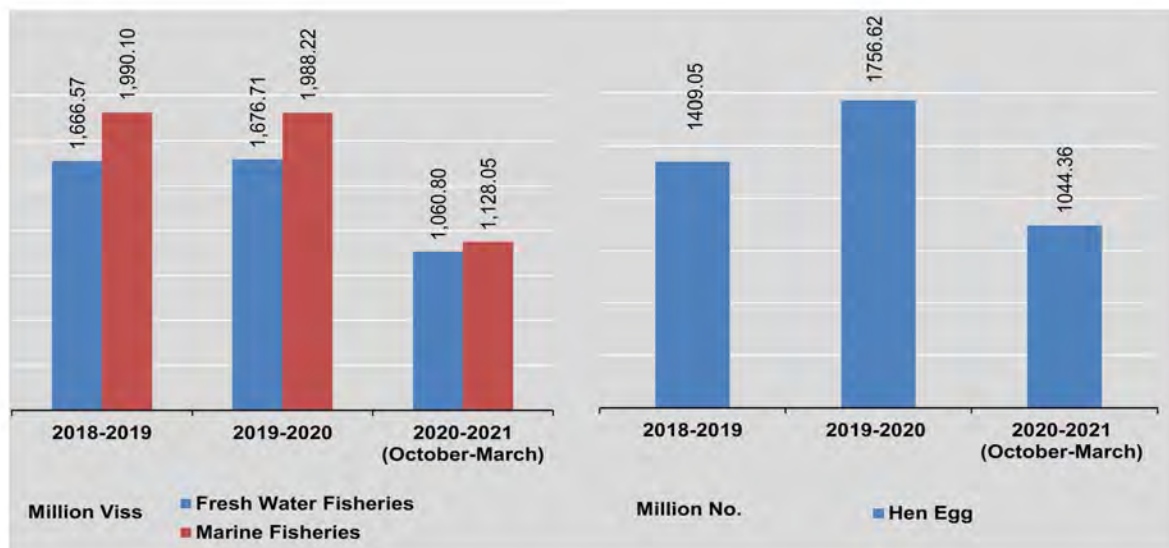 1,666.57
1,990.10
1,676.71
1,988.22
1,060.80
1,128.05
2018-2019
2019-2020
2020-2021
(October-March)
Million Viss
Fresh Water Fisheries
Marine Fisheries
1409.05
1756.62
1044.36
2018-2019
2019-2020
2020-2021
(October-March)
Million No.
Hen Egg